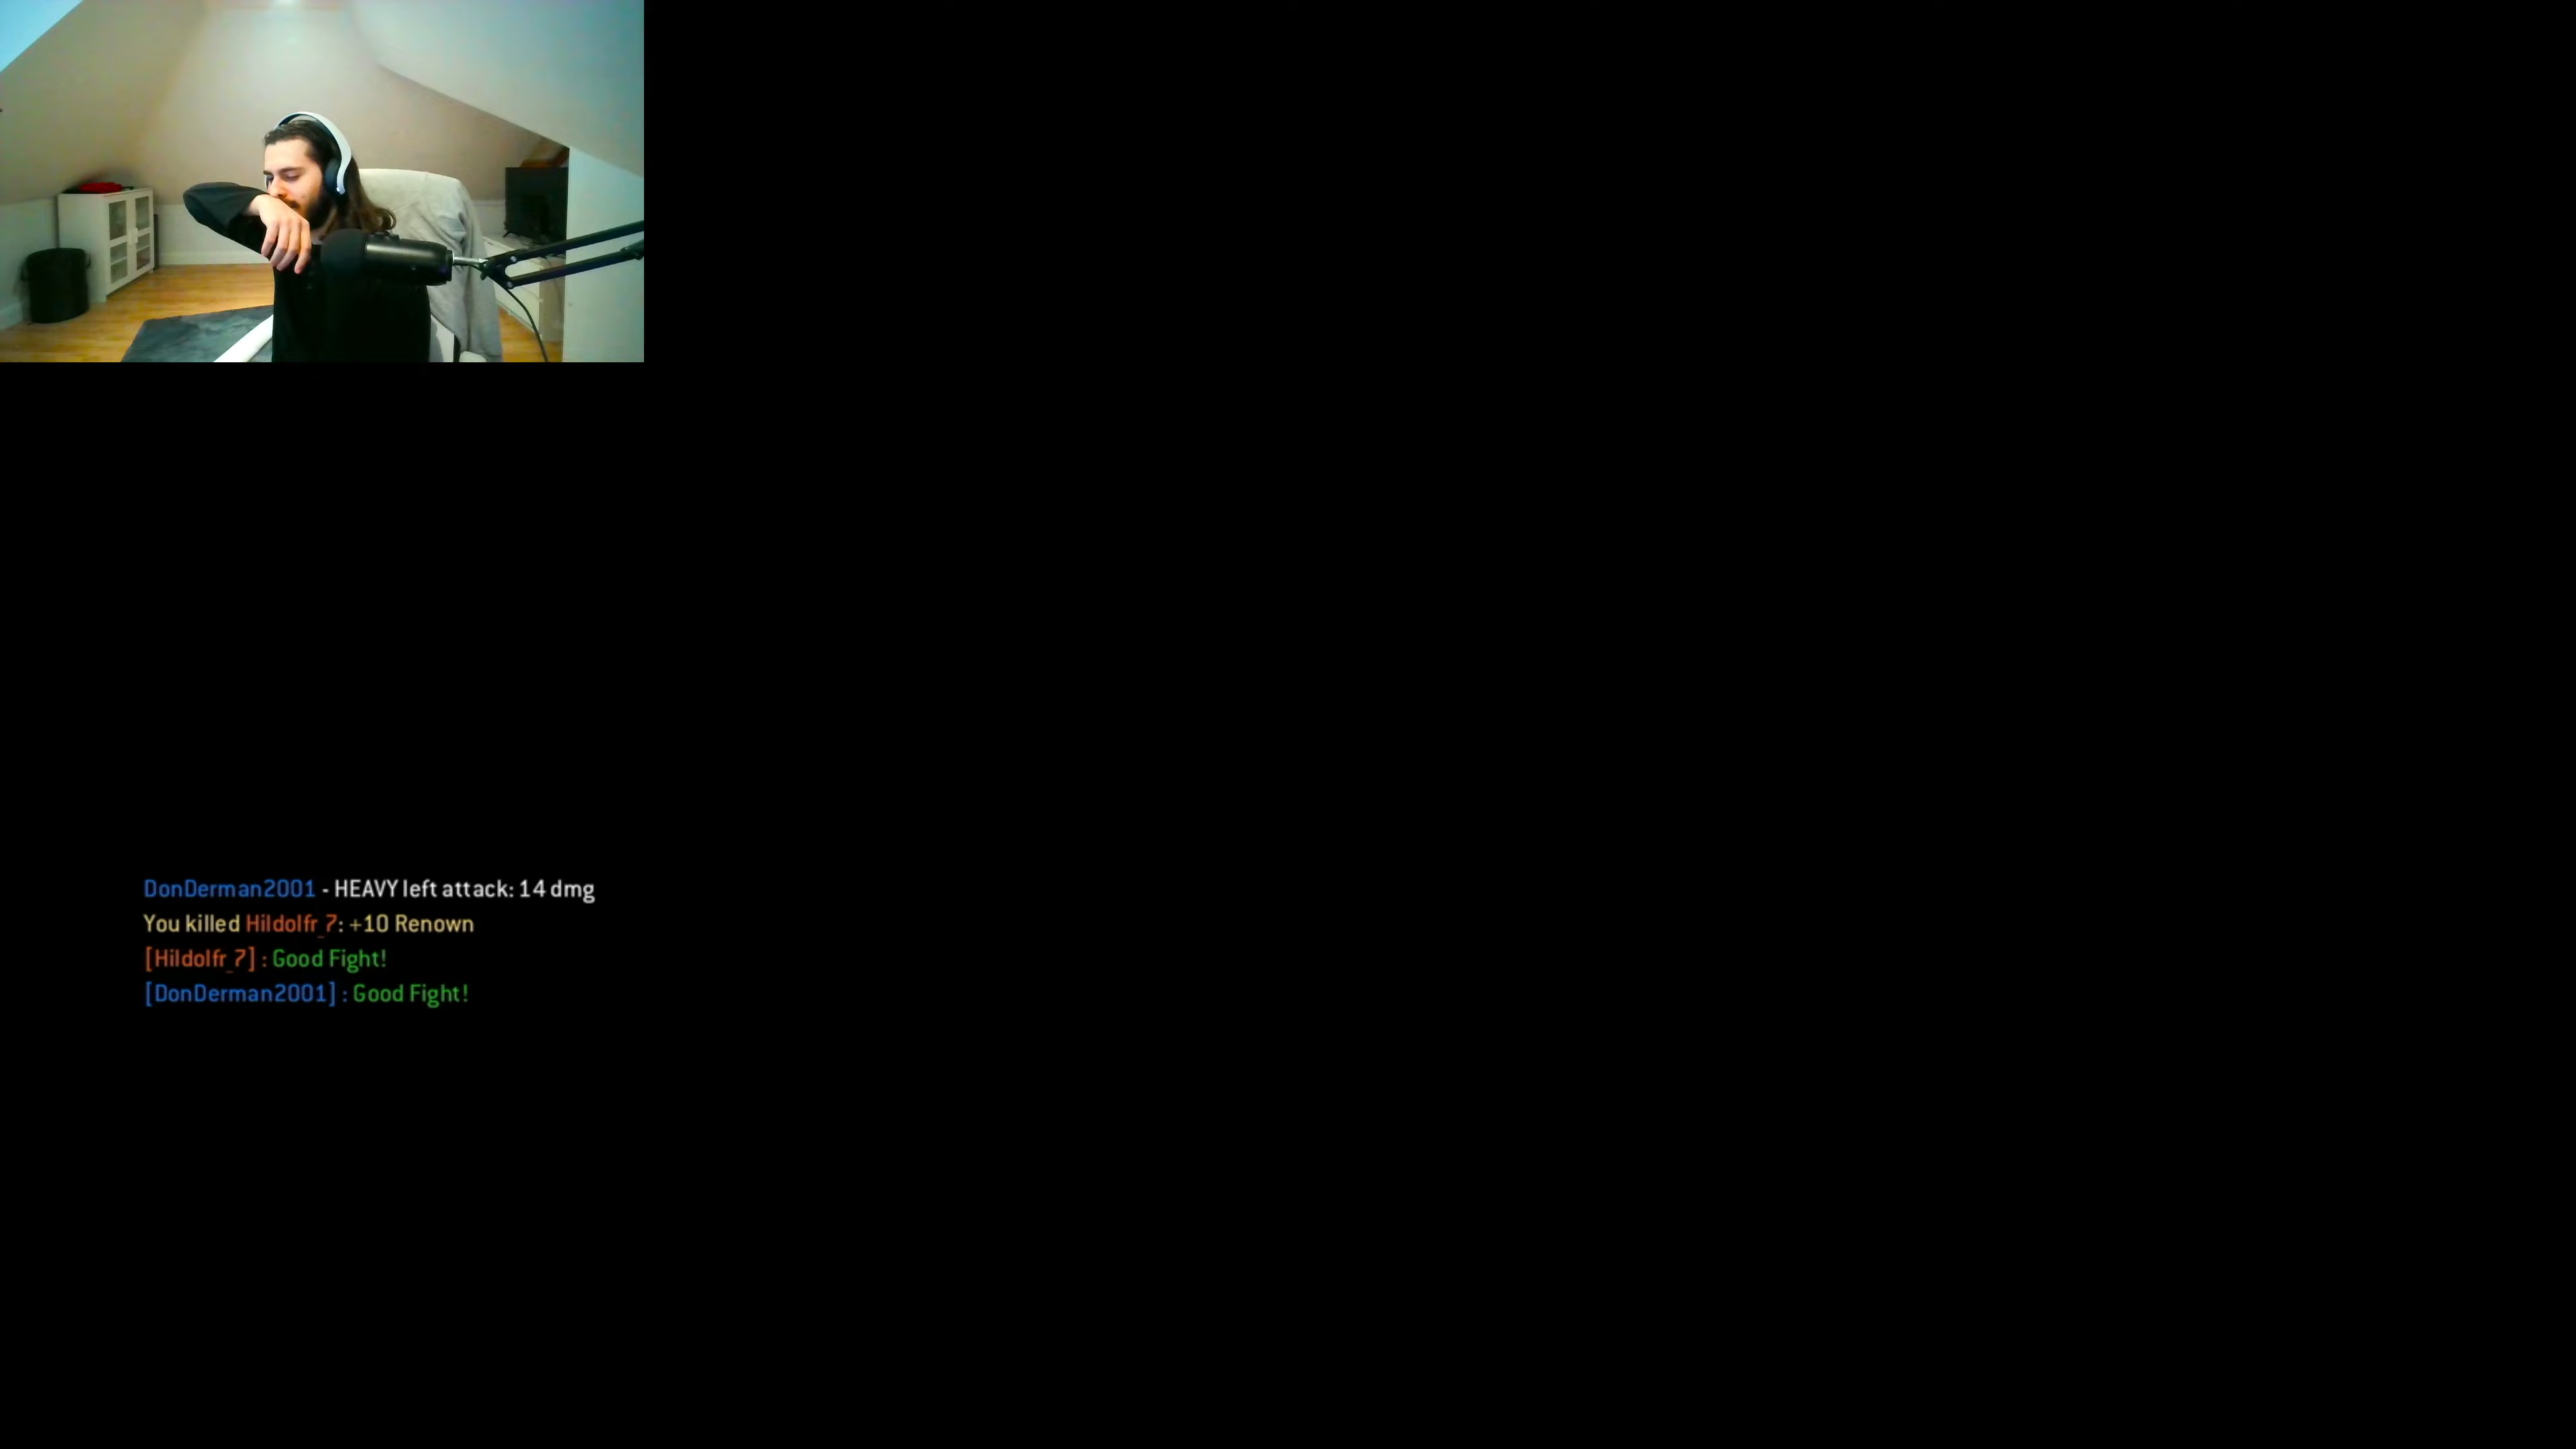 DonDerman2001 - HEAVY left attack: 14 dmg
You killed Hildolfr_7: +10 Renown
[Hildolfr_7] : Good Fight!
[DonDerman2001] : Good Fight!